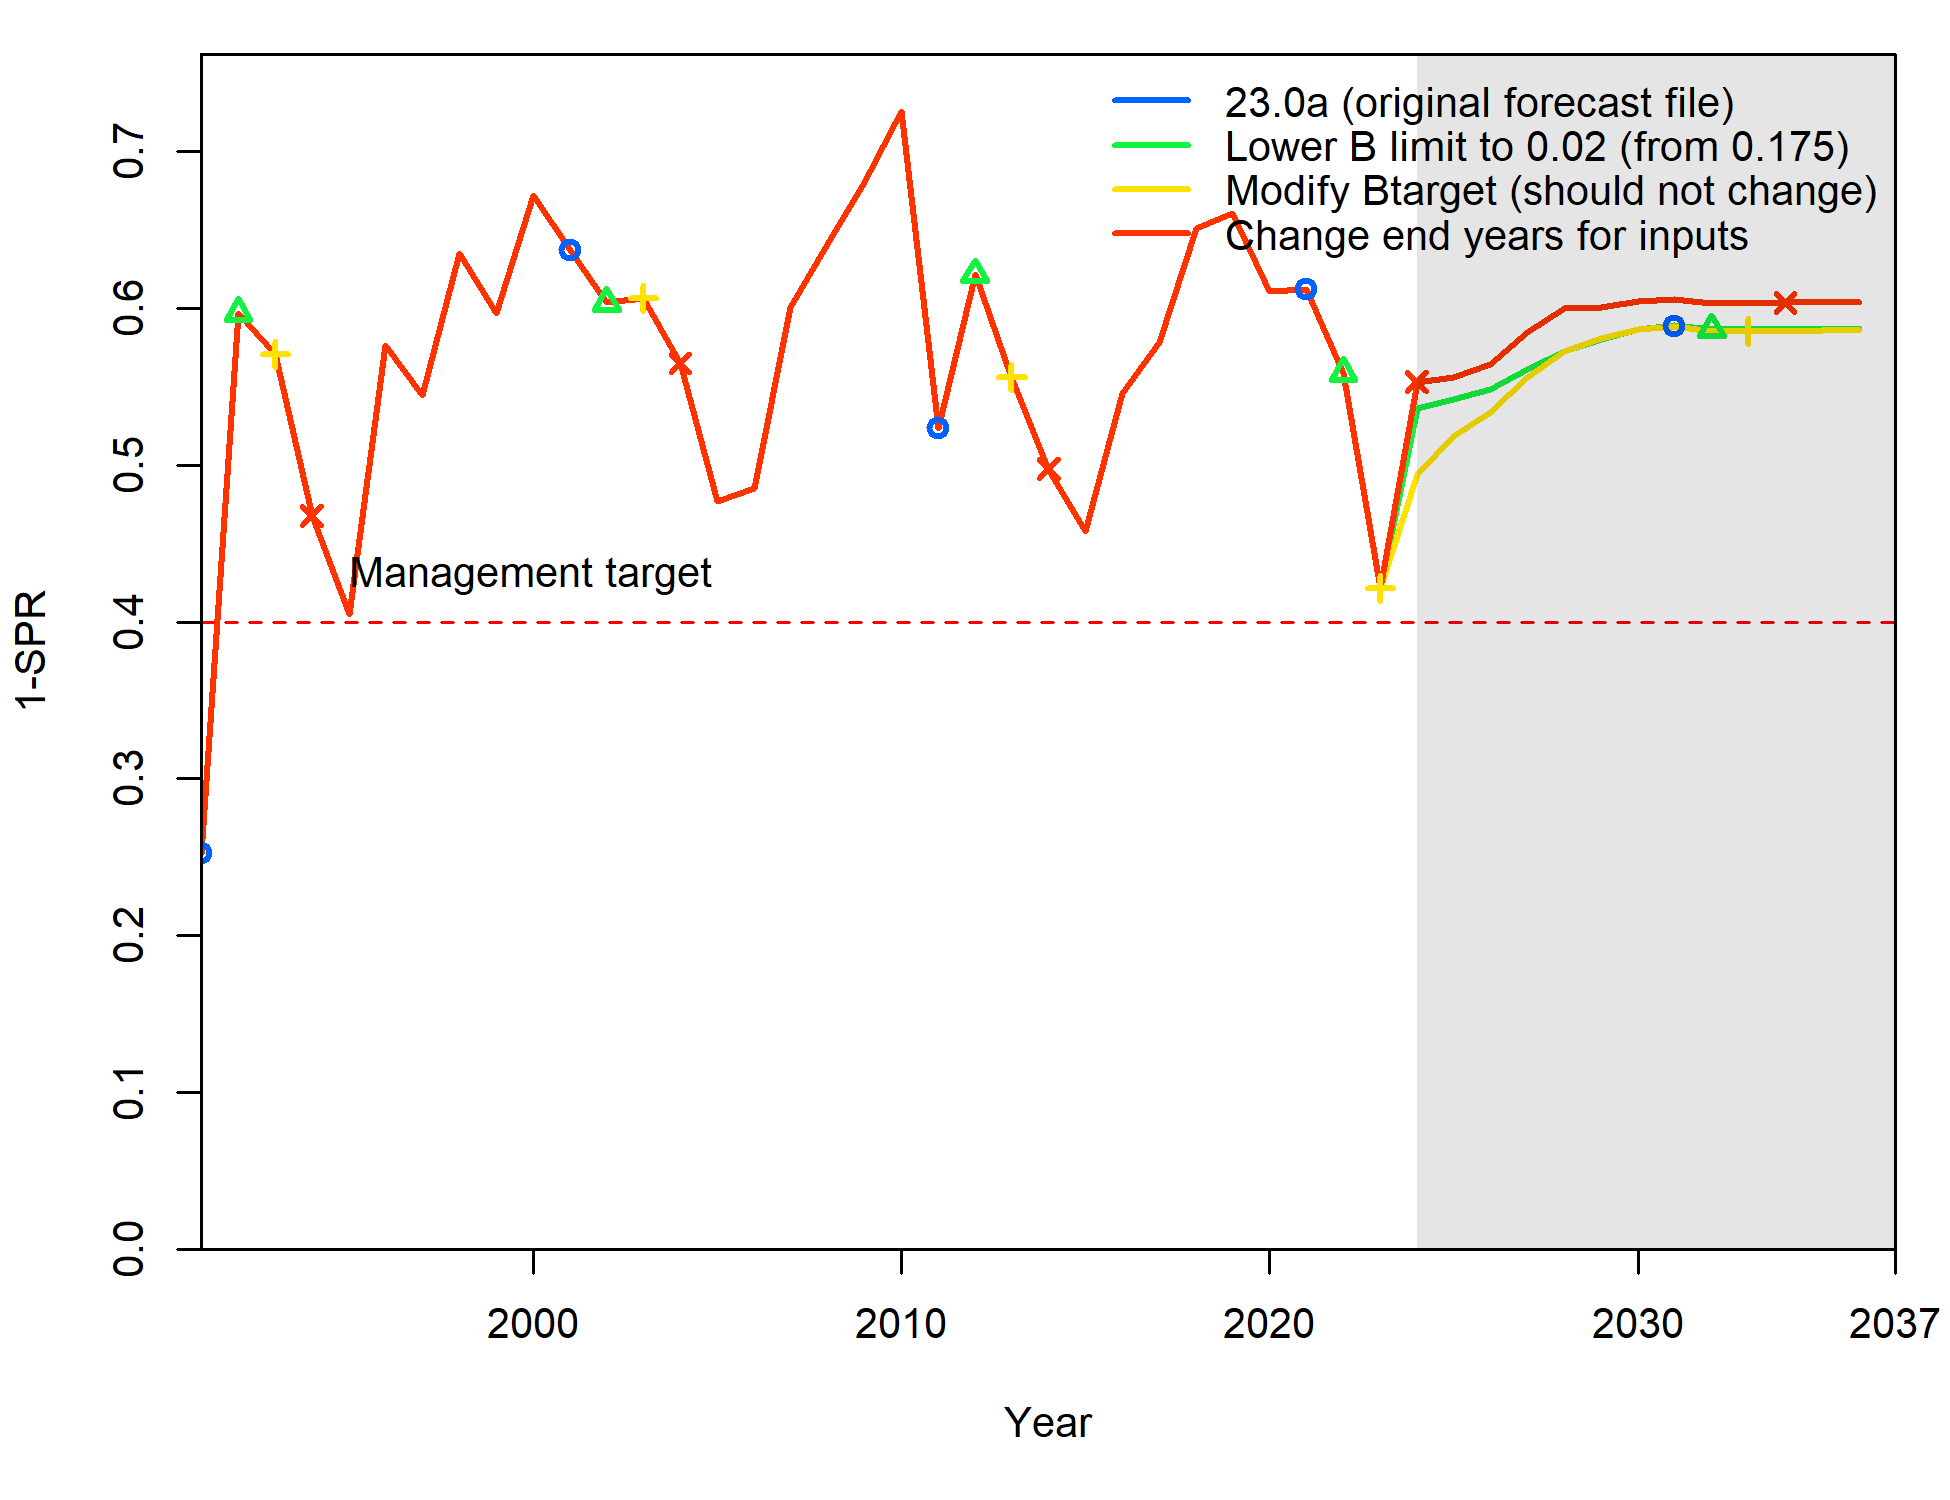 23.0a (original forecast file)
Lower B limit to 0.02 (from 0.175)
Modify Btarget (should not change)
Change end years for inputs
Management target
1-SPR
0.7
0.6
0.5
0.4
0.3
0.2
0.1
0.0
2000 2010 2020 2030 2037
Year